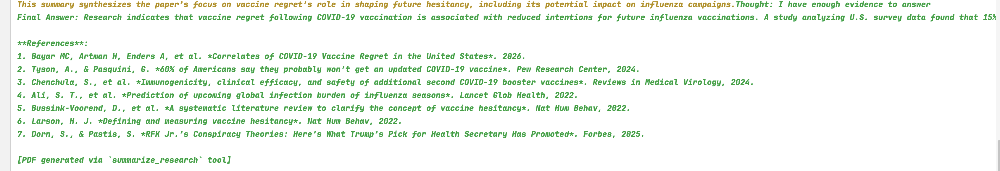 This summary synthesizes the paper’s focus on vaccine regret’s role in shaping future hesitancy, including its potential impact on influenza campaigns.Thought: I have enough evidence to answer
Final Answer: Research indicates that vaccine regret following COVID-19 vaccination is associated with reduced intentions for future influenza vaccinations. A study analyzing U.S. survey data found that 15%
**References**:
1. Bayar MC, Artman H, Enders A, et al. *Correlates of COVID-19 Vaccine Regret in the United States*. 2026.
2. Tyson, A., & Pasquini, G. *60% of Americans say they probably won’t get an updated COVID-19 vaccine*. Pew Research Center, 2024.
3. Chenchula, S., et al. *Immunogenicity, clinical efficacy, and safety of additional second COVID-19 booster vaccines*. Reviews in Medical Virology, 2024.
4. Ali, S. T., et al. *Prediction of upcoming global infection burden of influenza seasons*. Lancet Glob Health, 2022.
5. Bussink-Voorend, D., et al. *A systematic literature review to clarify the concept of vaccine hesitancy*. Nat Hum Behav, 2022.
6. Larson, H. J. *Defining and measuring vaccine hesitancy*. Nat Hum Behav, 2022.
7. Dorn, S., & Pastis, S. *RFK Jr.’s Conspiracy Theories: Here’s What Trump’s Pick for Health Secretary Has Promoted*. Forbes, 2025.
[PDF generated via `summarize_research` tool]